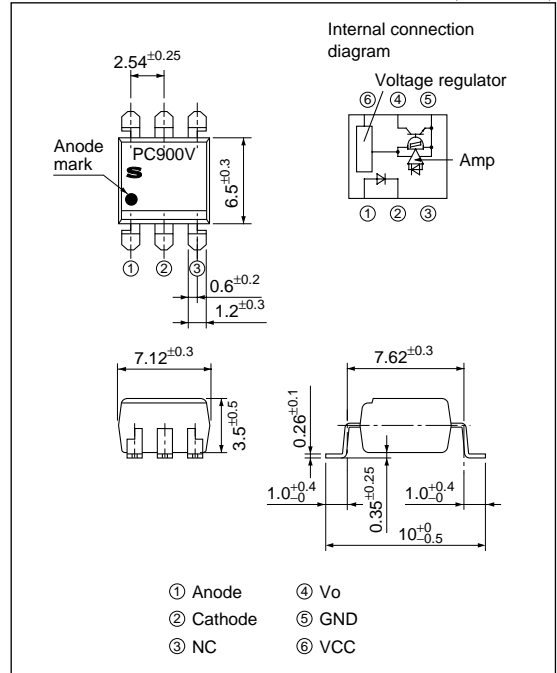 Internal connection
diagram
2.54±0.25
Voltage regulator
⑥ ④ ⑤
Anode
mark
PC900V
S
6.5±0.3
Amp
① ② ③
① ② ③
0.6±0.2
1.2±0.3
7.12±0.3
3.5±0.5
7.62±0.3
0.26±0.1
1.0+0.4−0
0.35±0.25
1.0+0.4−0
10+0−0.5
① Anode ④ Vo
② Cathode ⑤ GND
③ NC ⑥ VCC